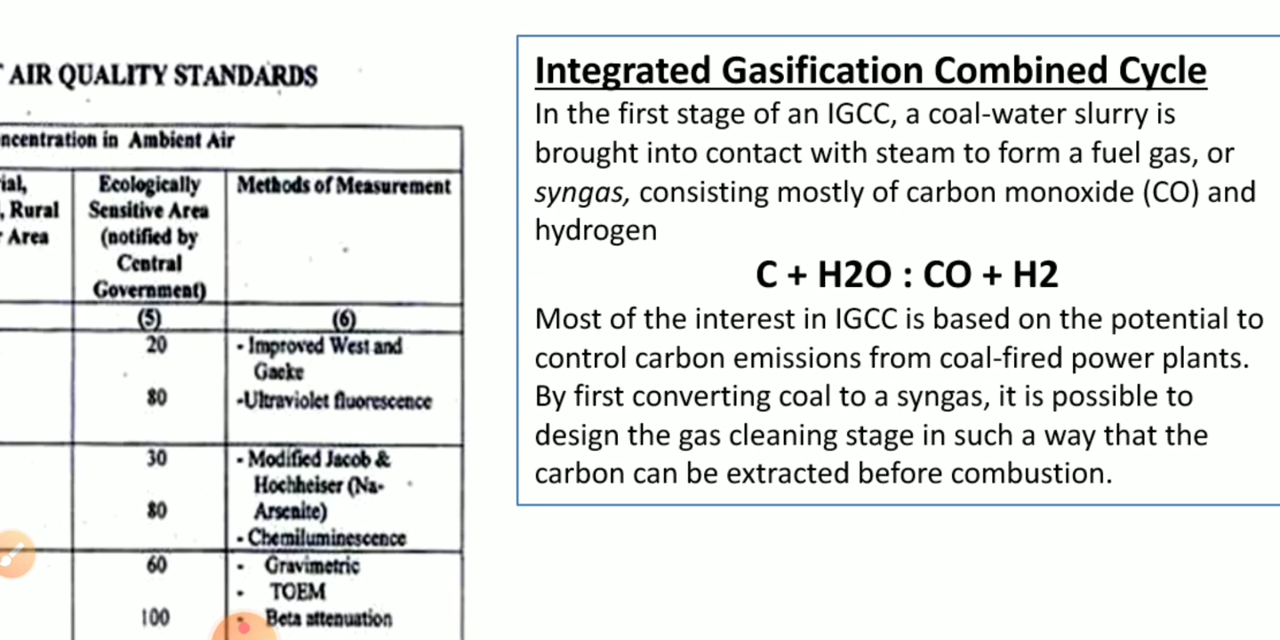 AIR QUALITY STANDARDS
ncentration in Ambient Air
ial,
, Rural
Area
Ecologically
Sensitive Area
(notified by
Central
Government)
Methods of Measurement
(5)
(6)
20
- Improved West and
Gaeke
80
-Ultraviolet fluorescence
30
- Modified Jacob &
Hochheiser (Na-
80
Arsenite)
- Chemiluminescence
60
- Gravimetric
- TOEM
100
- Beta attenuation
Integrated Gasification Combined Cycle
In the first stage of an IGCC, a coal-water slurry is
brought into contact with steam to form a fuel gas, or
syngas, consisting mostly of carbon monoxide (CO) and
hydrogen
C + H2O : CO + H2
Most of the interest in IGCC is based on the potential to
control carbon emissions from coal-fired power plants.
By first converting coal to a syngas, it is possible to
design the gas cleaning stage in such a way that the
carbon can be extracted before combustion.